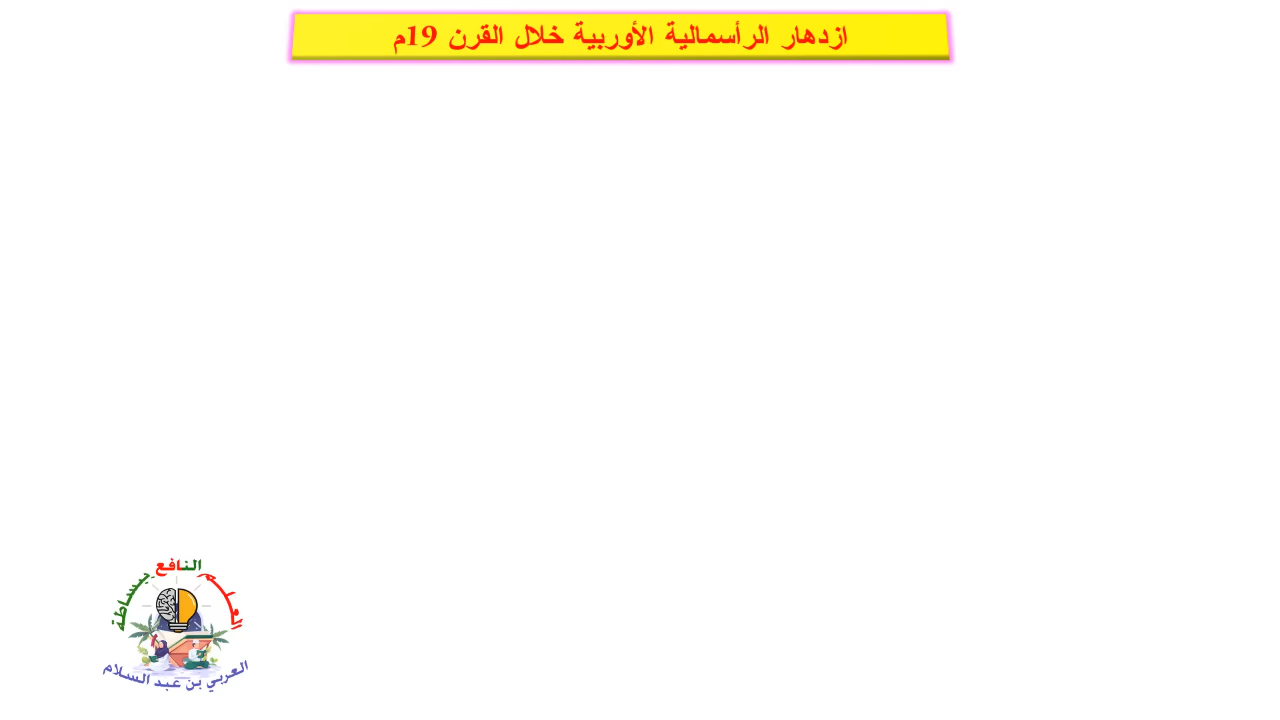 ازدهار الرأسمالية الأوربية خلال القرن 19م
العلم النافع ببساطة
العربي بن عبد السلام